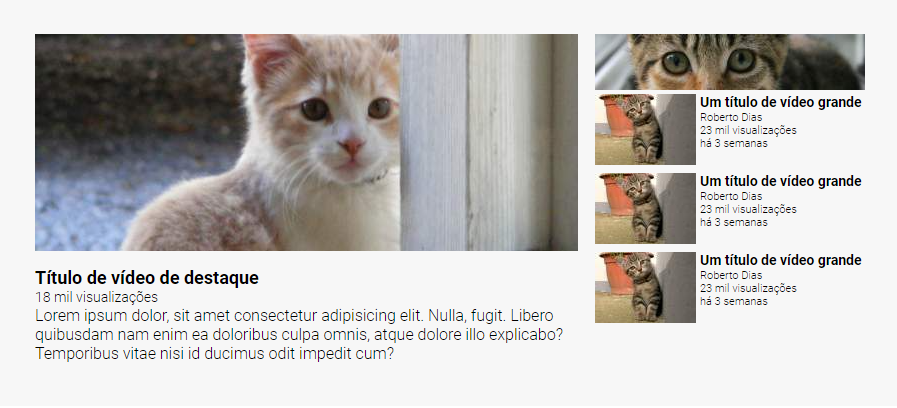 Título de vídeo de destaque
18 mil visualizações
Lorem ipsum dolor, sit amet consectetur adipisicing elit. Nulla, fugit. Libero
quibusdam nam enim ea doloribus culpa omnis, atque dolore illo explicabo?
Temporibus vitae nisi id ducimus odit impedit cum?
Um título de vídeo grande
Roberto Dias
23 mil visualizações
há 3 semanas
Um título de vídeo grande
Roberto Dias
23 mil visualizações
há 3 semanas
Um título de vídeo grande
Roberto Dias
23 mil visualizações
há 3 semanas